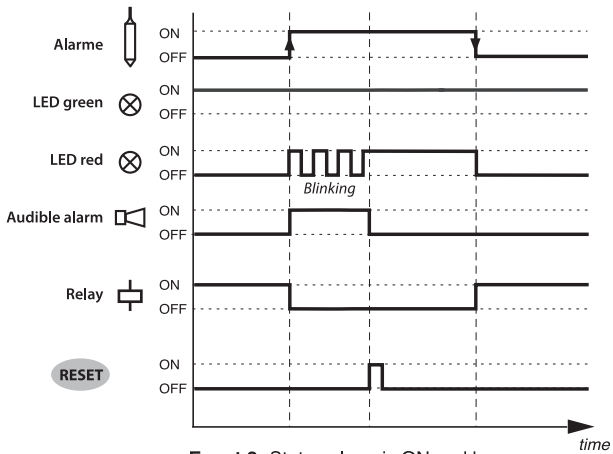 Alarme ON
OFF
LED green ON
OFF
LED red ON
OFF
Blinking
Audible alarm ON
OFF
Relay ON
OFF
RESET ON
OFF
time